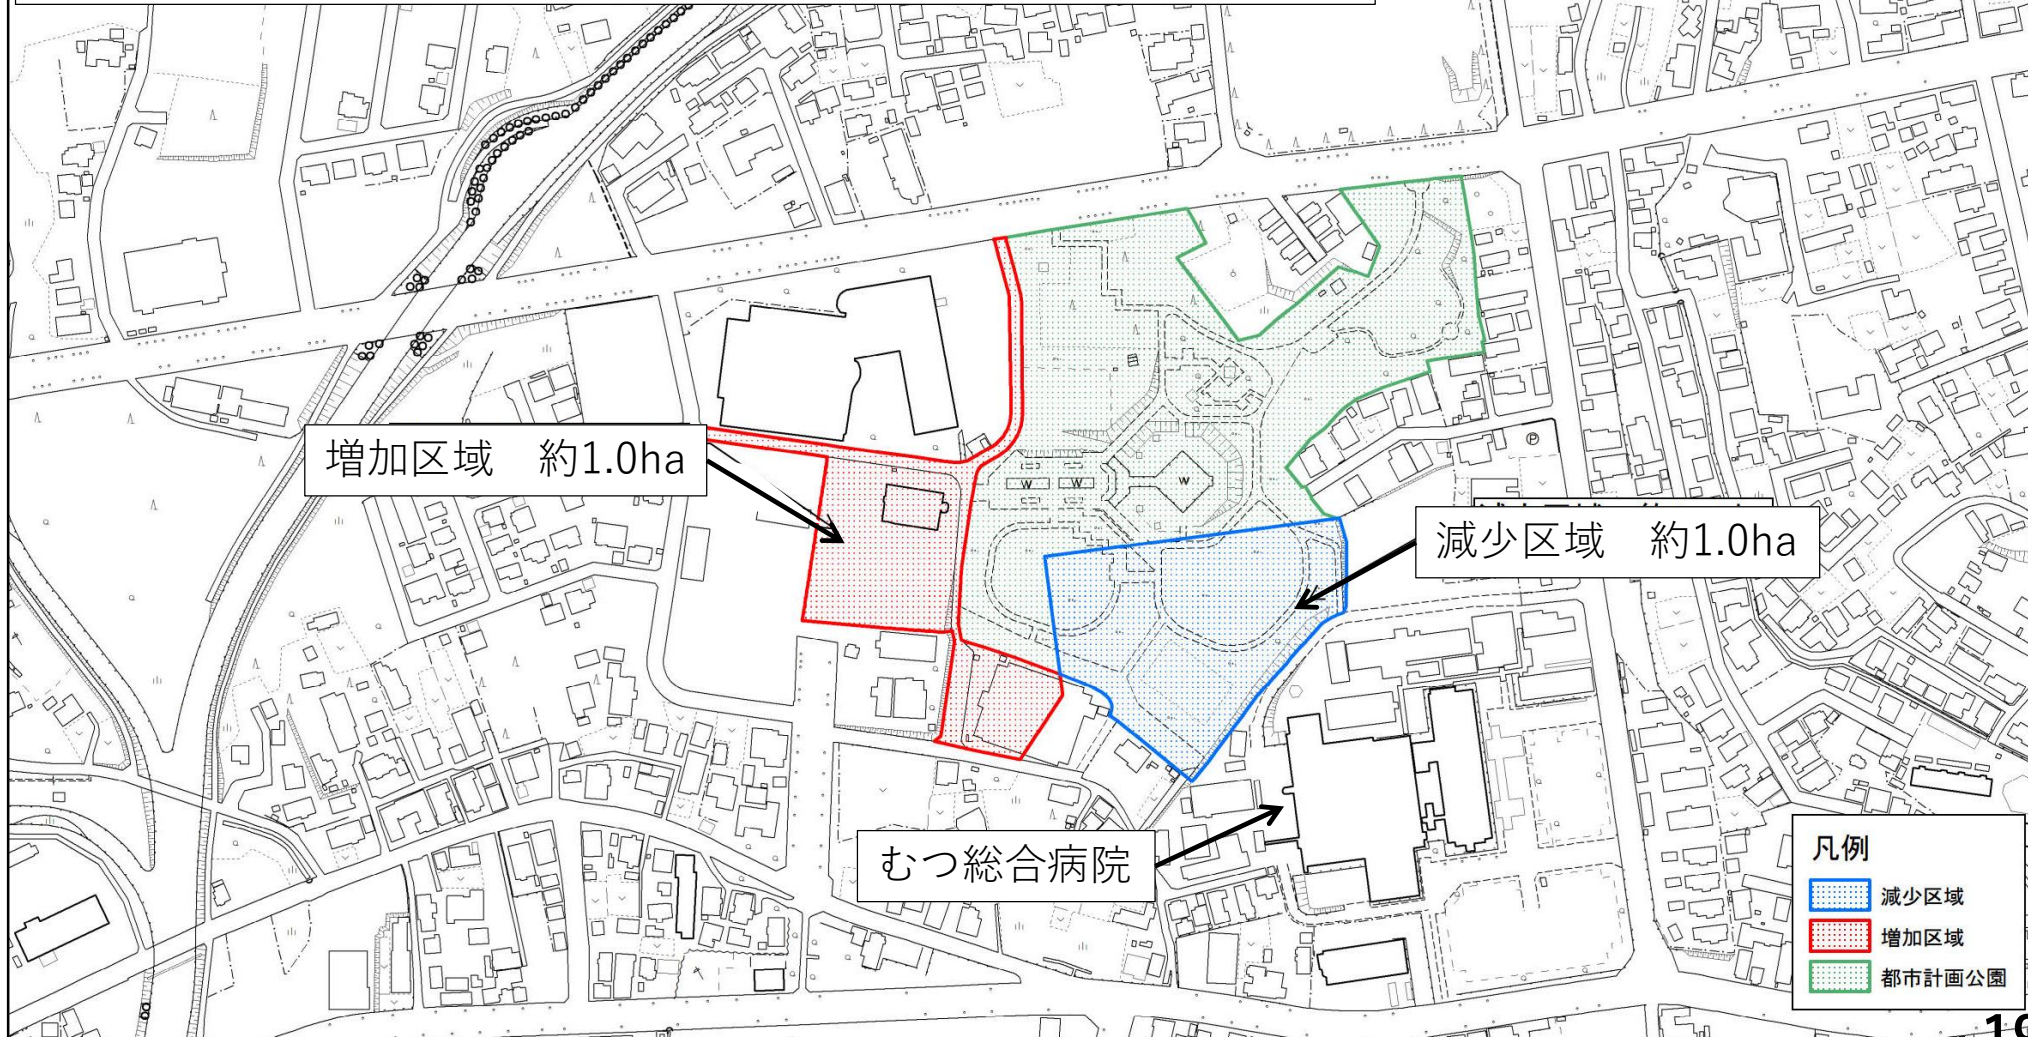 増加区域　約1.0ha
減少区域　約1.0ha
むつ総合病院
凡例
減少区域
増加区域
都市計画公園
P
W
W
W